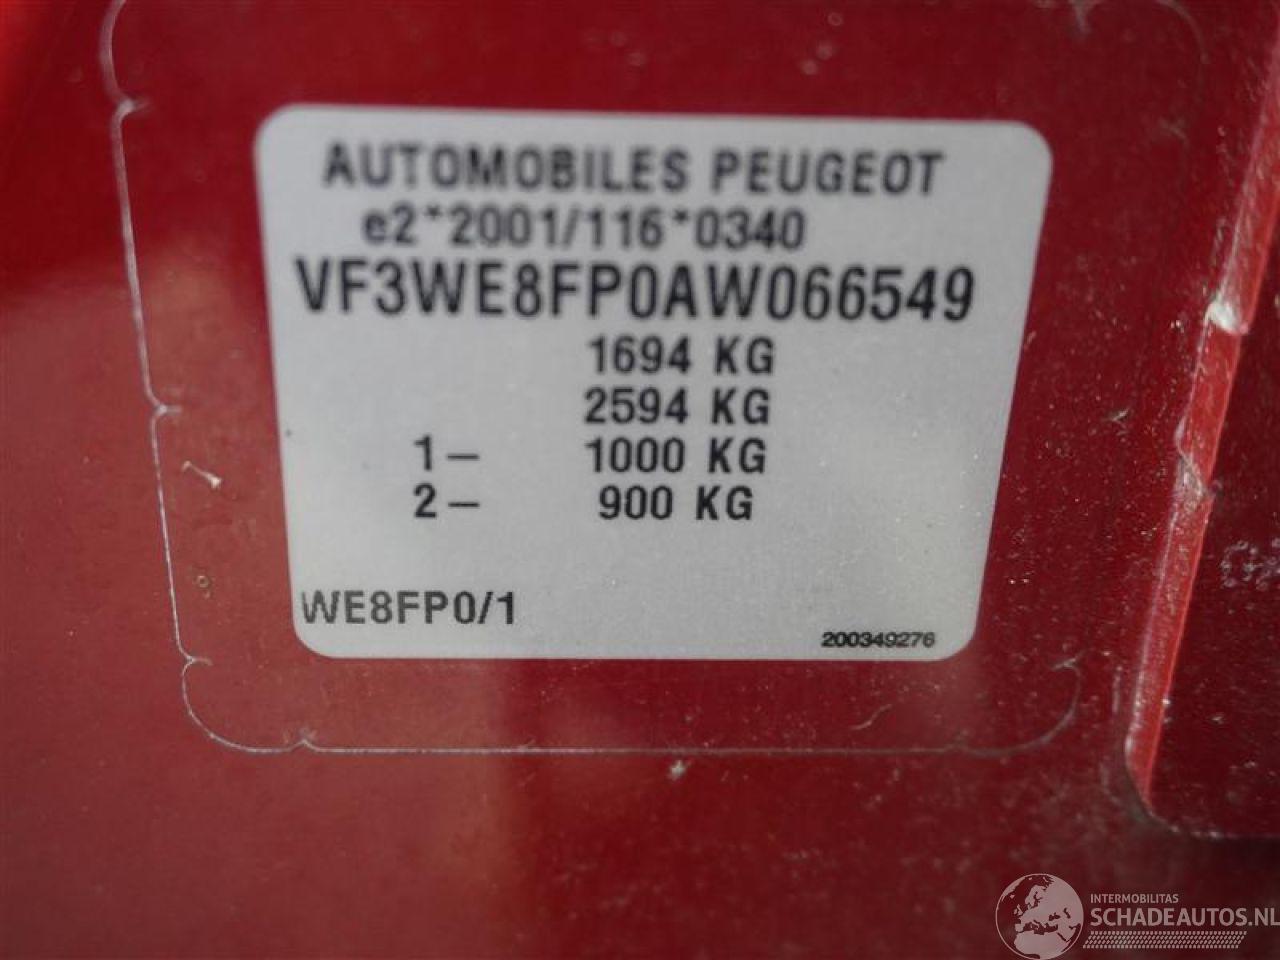 AUTOMOBILES PEUGEOT
e2*2001/116*0340
VF3WE8FP0AW066549
1694 KG
2594 KG
1– 1000 KG
2– 900 KG
WE8FP0/1
200349276
INTERMOBILITAS
SCHADEAUTOS.NL